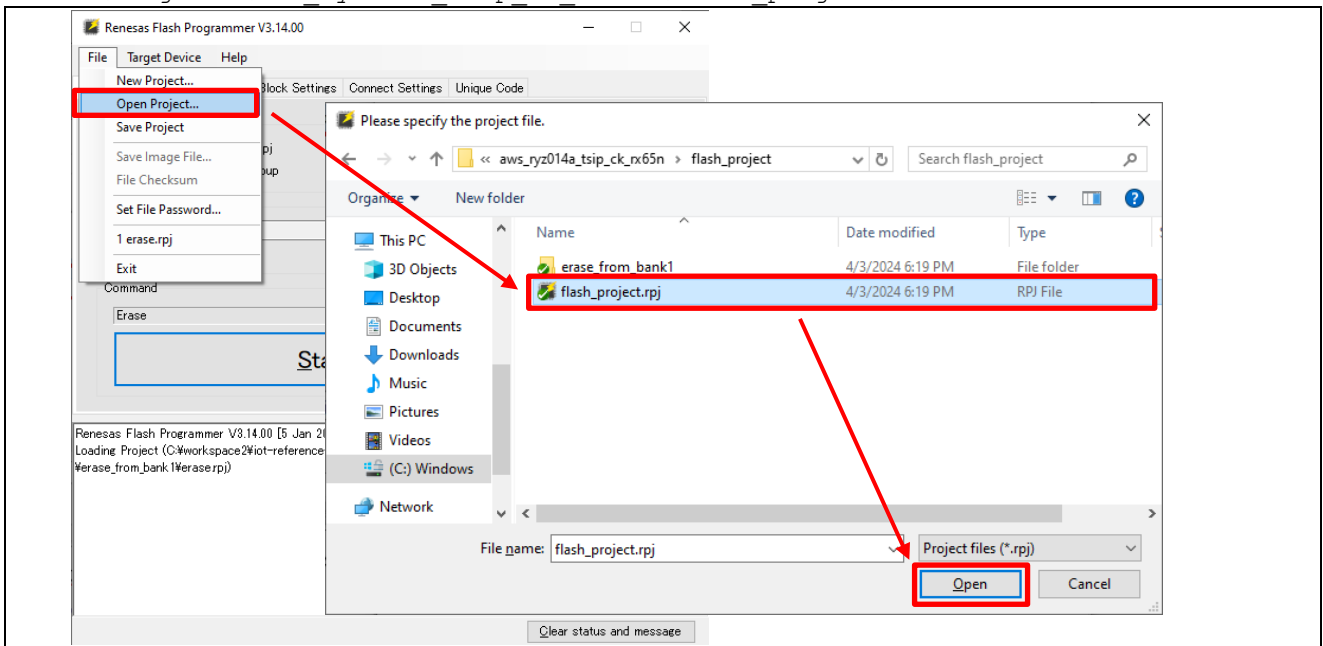 Renesas Flash Programmer V3.14.00
File Target Device Help
New Project...
Open Project...
Save Project
Save Image File...
File Checksum
Set File Password...
1 erase.rpj
Exit
Block Settings Connect Settings Unique Code
pj
oup
Command
Erase
Sta
Renesas Flash Programmer V3.14.00 [5 Jan 20
Loading Project (C:¥workspace2¥iot-reference
¥erase_from_bank1¥erase.rpj)
Clear status and message
Please specify the project file.
« aws_ryz014a_tsip_ck_rx65n > flash_project
Search flash_project
Organize New folder
Name Date modified Type
This PC
3D Objects
Desktop
Documents
Downloads
Music
Pictures
Videos
(C:) Windows
Network
erase_from_bank1 4/3/2024 6:19 PM File folder
flash_project.rpj 4/3/2024 6:19 PM RPJ File
File name: flash_project.rpj Project files (*.rpj)
Open Cancel